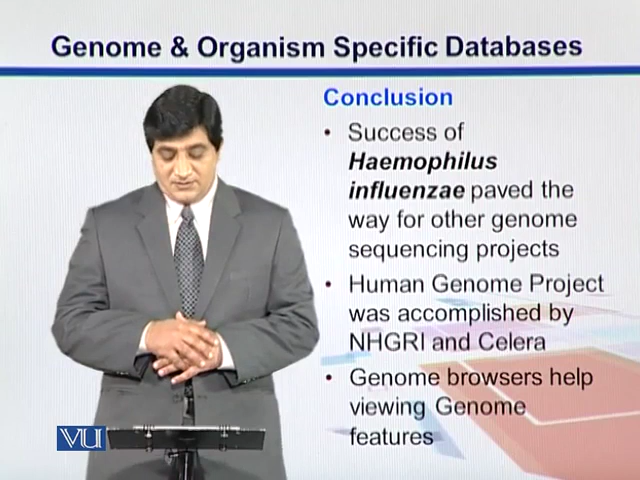 Genome & Organism Specific Databases
Conclusion
• Success of
Haemophilus
influenzae paved the
way for other genome
sequencing projects
• Human Genome Project
was accomplished by
NHGRI and Celera
• Genome browsers help
viewing Genome
features
VU